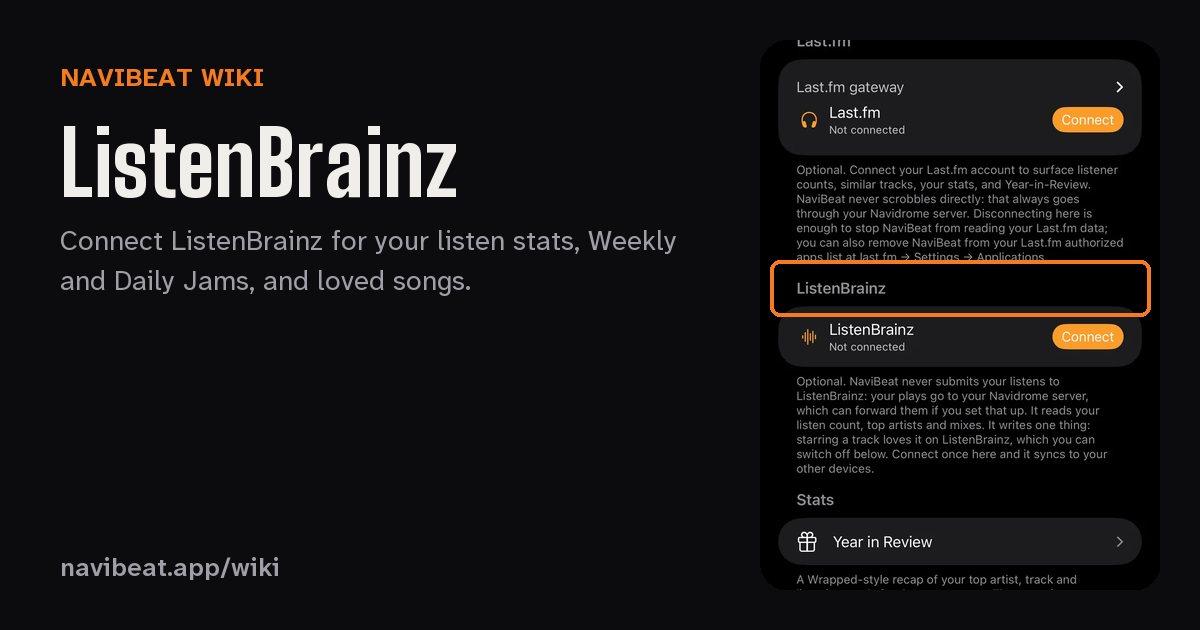 NAVIBEAT WIKI
ListenBrainz
Connect ListenBrainz for your listen stats, Weekly
and Daily Jams, and loved songs.
navibeat.app/wiki
Last.fm
Last.fm gateway
Last.fm
Not connected
Connect
Optional. Connect your Last.fm account to surface listener
counts, similar tracks, your stats, and Year-in-Review.
NaviBeat never scrobbles directly: that always goes
through your Navidrome server. Disconnecting here is
enough to stop NaviBeat from reading your Last.fm data;
you can also remove NaviBeat from your Last.fm authorized
apps list at last.fm → Settings → Applications.
ListenBrainz
ListenBrainz
Not connected
Connect
Optional. NaviBeat never submits your listens to
ListenBrainz: your plays go to your Navidrome server,
which can forward them if you set that up. It reads your
listen count, top artists and mixes. It writes one thing:
starring a track loves it on ListenBrainz, which you can
switch off below. Connect once here and it syncs to your
other devices.
Stats
Year in Review
A Wrapped-style recap of your top artist, track and